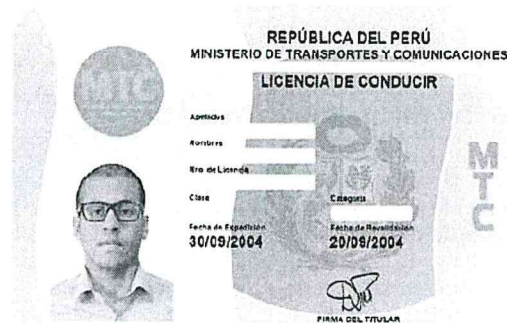 REPÚBLICA DEL PERÚ
MINISTERIO DE TRANSPORTES Y COMUNICACIONES
LICENCIA DE CONDUCIR
MTC
Apellidos
Nombres
Nro de Licencia
Clase
Categoría
Fecha de Expedición
30/09/2004
Fecha de Revalidación
20/09/2004
MTC
FIRMA DEL TITULAR